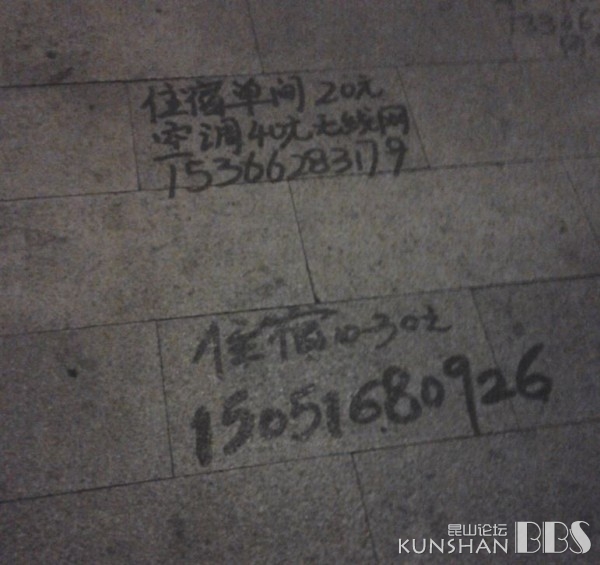 住宿单间20元
空调40元无线网
15366283179
住宿10-30元
15051680926
昆山论坛
KUNSHAN BBS